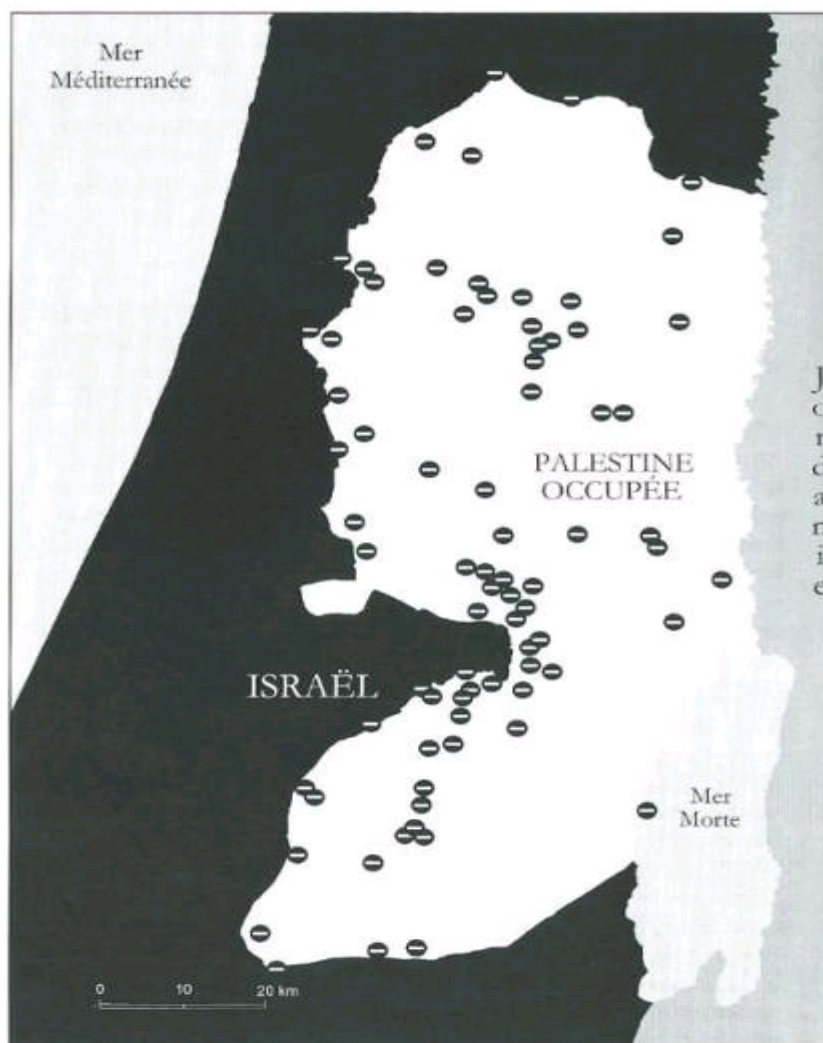 Mer
Méditerranée
PALESTINE
OCCUPÉE
ISRAËL
Mer
Morte
0 10 20 km